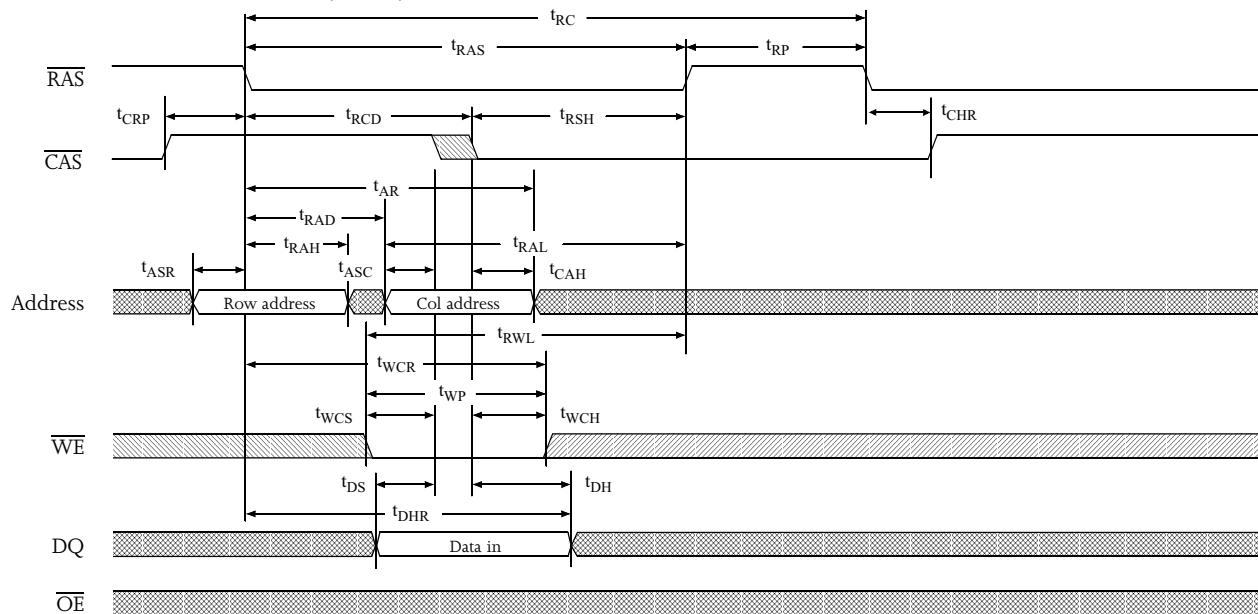 tRC
tRAS
tRP
RAS
tCRP
tRCD
tRSH
tCHR
CAS
tAR
tRAD
tRAH
tRAL
tASR
tASC
tCAH
Address
Row address
Col address
tRWL
tWCR
tWP
tWCS
tWCH
WE
tDS
tDH
tDHR
DQ
Data in
OE